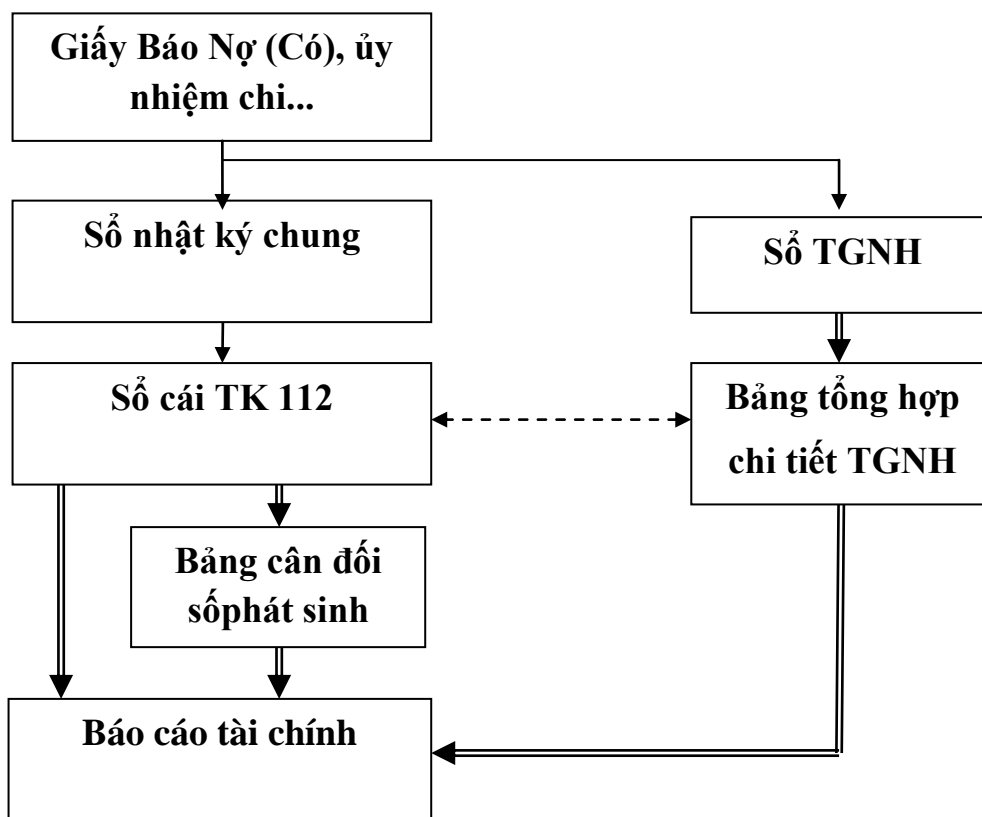 Giấy Báo Nợ (Có), ủy
nhiệm chi...
Sổ nhật ký chung
Sổ TGNH
Sổ cái TK 112
Bảng tổng hợp
chi tiết TGNH
Bảng cân đối
sốphát sinh
Báo cáo tài chính